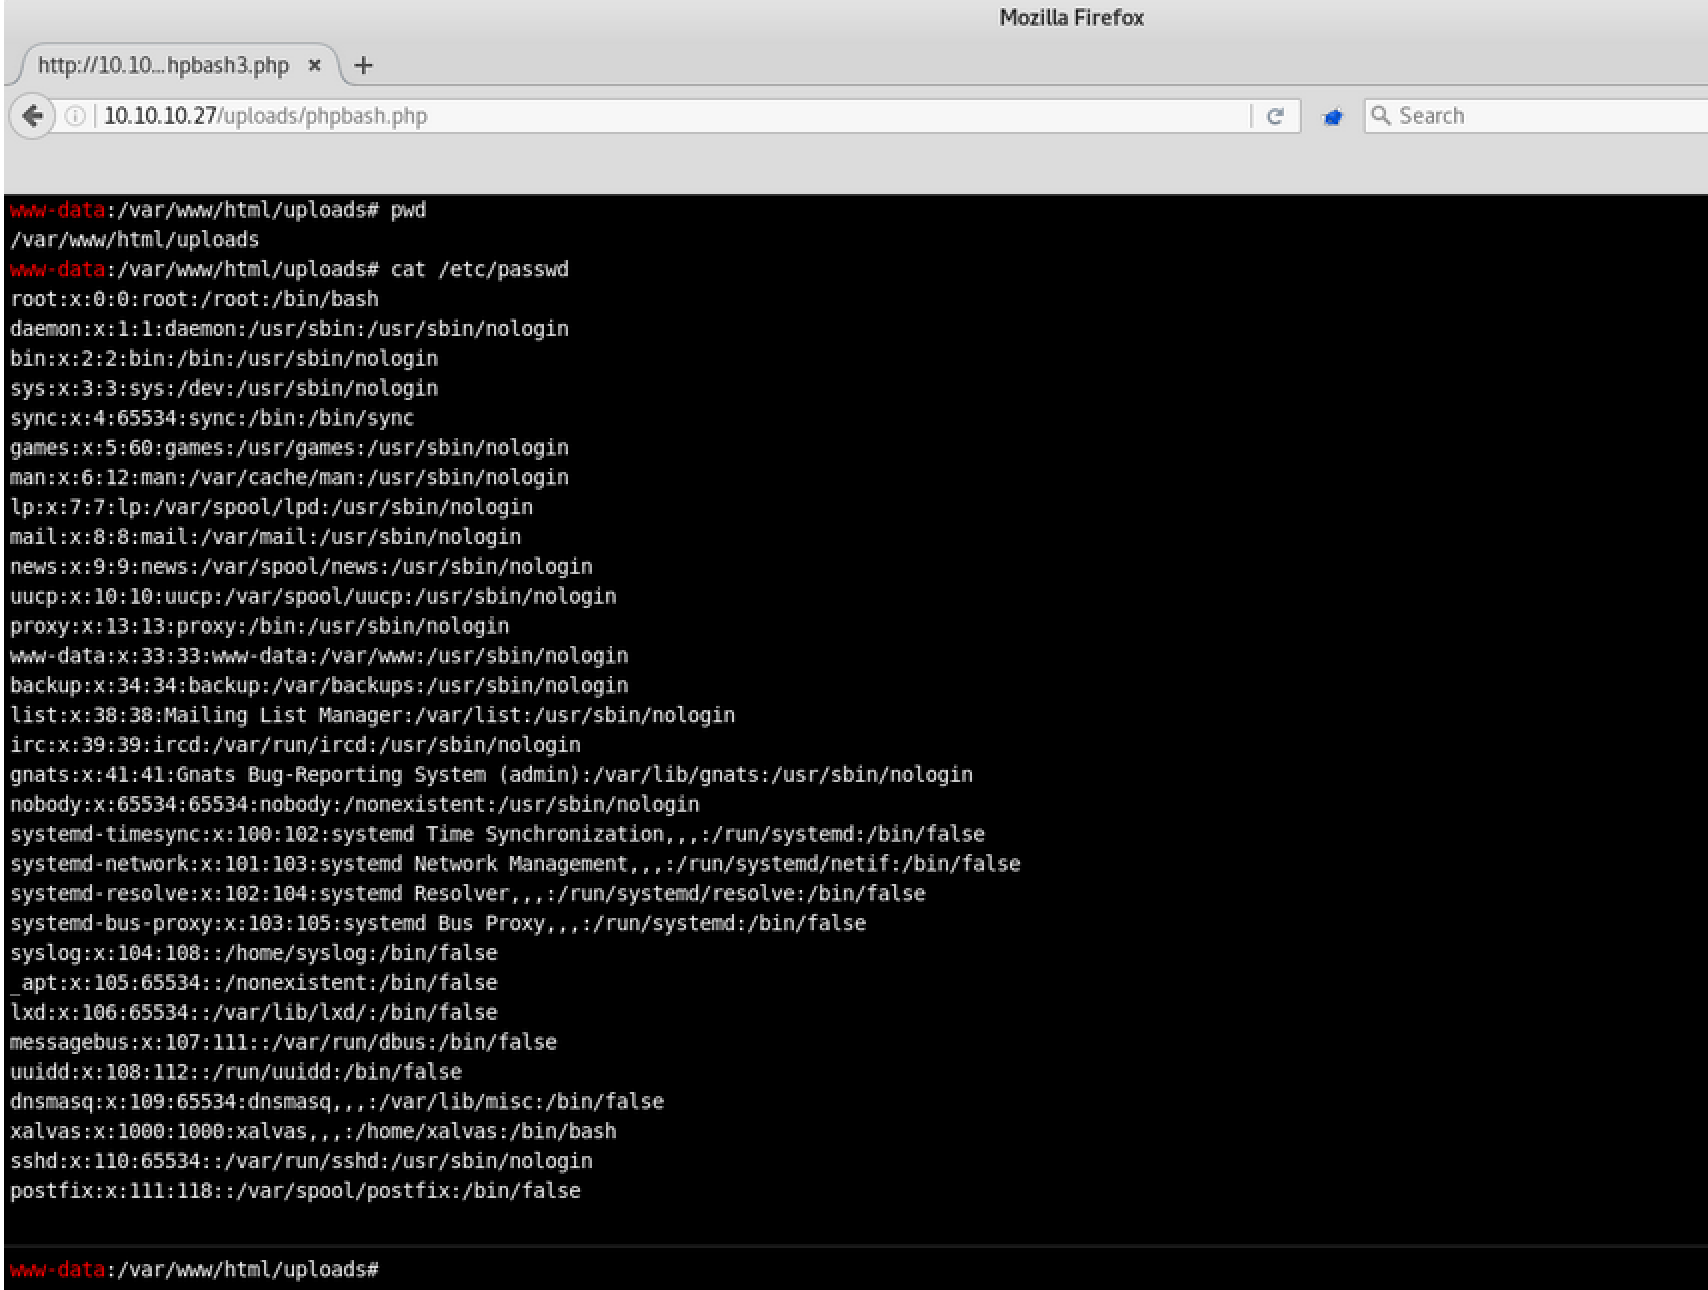 Mozilla Firefox
http://10.10...hpbash3.php × +
10.10.10.27/uploads/phpbash.php Search
www-data:/var/www/html/uploads# pwd
/var/www/html/uploads
www-data:/var/www/html/uploads# cat /etc/passwd
root:x:0:0:root:/root:/bin/bash
daemon:x:1:1:daemon:/usr/sbin:/usr/sbin/nologin
bin:x:2:2:bin:/bin:/usr/sbin/nologin
sys:x:3:3:sys:/dev:/usr/sbin/nologin
sync:x:4:65534:sync:/bin:/bin/sync
games:x:5:60:games:/usr/games:/usr/sbin/nologin
man:x:6:12:man:/var/cache/man:/usr/sbin/nologin
lp:x:7:7:lp:/var/spool/lpd:/usr/sbin/nologin
mail:x:8:8:mail:/var/mail:/usr/sbin/nologin
news:x:9:9:news:/var/spool/news:/usr/sbin/nologin
uucp:x:10:10:uucp:/var/spool/uucp:/usr/sbin/nologin
proxy:x:13:13:proxy:/bin:/usr/sbin/nologin
www-data:x:33:33:www-data:/var/www:/usr/sbin/nologin
backup:x:34:34:backup:/var/backups:/usr/sbin/nologin
list:x:38:38:Mailing List Manager:/var/list:/usr/sbin/nologin
irc:x:39:39:ircd:/var/run/ircd:/usr/sbin/nologin
gnats:x:41:41:Gnats Bug-Reporting System (admin):/var/lib/gnats:/usr/sbin/nologin
nobody:x:65534:65534:nobody:/nonexistent:/usr/sbin/nologin
systemd-timesync:x:100:102:systemd Time Synchronization,,,:/run/systemd:/bin/false
systemd-network:x:101:103:systemd Network Management,,,:/run/systemd/netif:/bin/false
systemd-resolve:x:102:104:systemd Resolver,,,:/run/systemd/resolve:/bin/false
systemd-bus-proxy:x:103:105:systemd Bus Proxy,,,:/run/systemd:/bin/false
syslog:x:104:108::/home/syslog:/bin/false
_apt:x:105:65534::/nonexistent:/bin/false
lxd:x:106:65534::/var/lib/lxd/:/bin/false
messagebus:x:107:111::/var/run/dbus:/bin/false
uuidd:x:108:112::/run/uuidd:/bin/false
dnsmasq:x:109:65534:dnsmasq,,,:/var/lib/misc:/bin/false
xalvas:x:1000:1000:xalvas,,,:/home/xalvas:/bin/bash
sshd:x:110:65534::/var/run/sshd:/usr/sbin/nologin
postfix:x:111:118::/var/spool/postfix:/bin/false
www-data:/var/www/html/uploads#